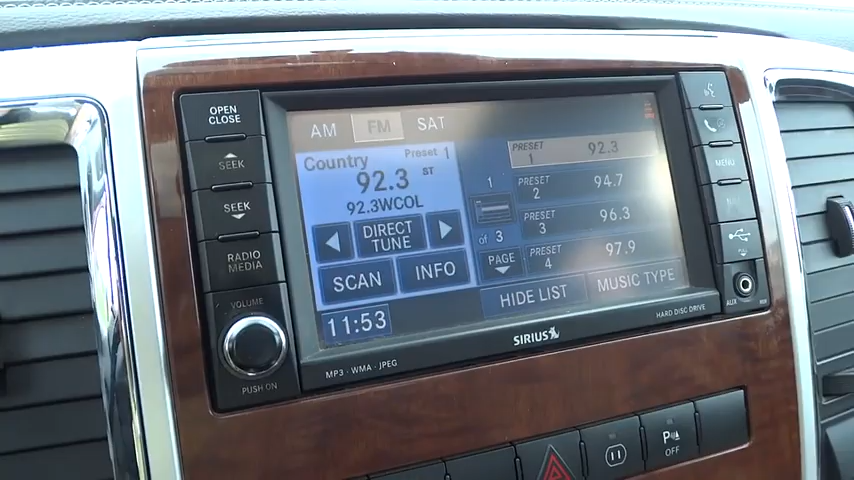 OPEN
CLOSE
SEEK
SEEK
RADIO
MEDIA
VOLUME
PUSH ON
AM FM SAT
Country Preset 1
92.3 ST
92.3WCOL
DIRECT
TUNE
SCAN INFO
11:53
1
of 3
PAGE
PRESET
1 92.3
PRESET
2 94.7
PRESET
3 96.3
PRESET
4 97.9
HIDE LIST MUSIC TYPE
MENU
AUX
MP3 • WMA • JPEG
SIRIUS
HARD DISC DRIVE
P
OFF